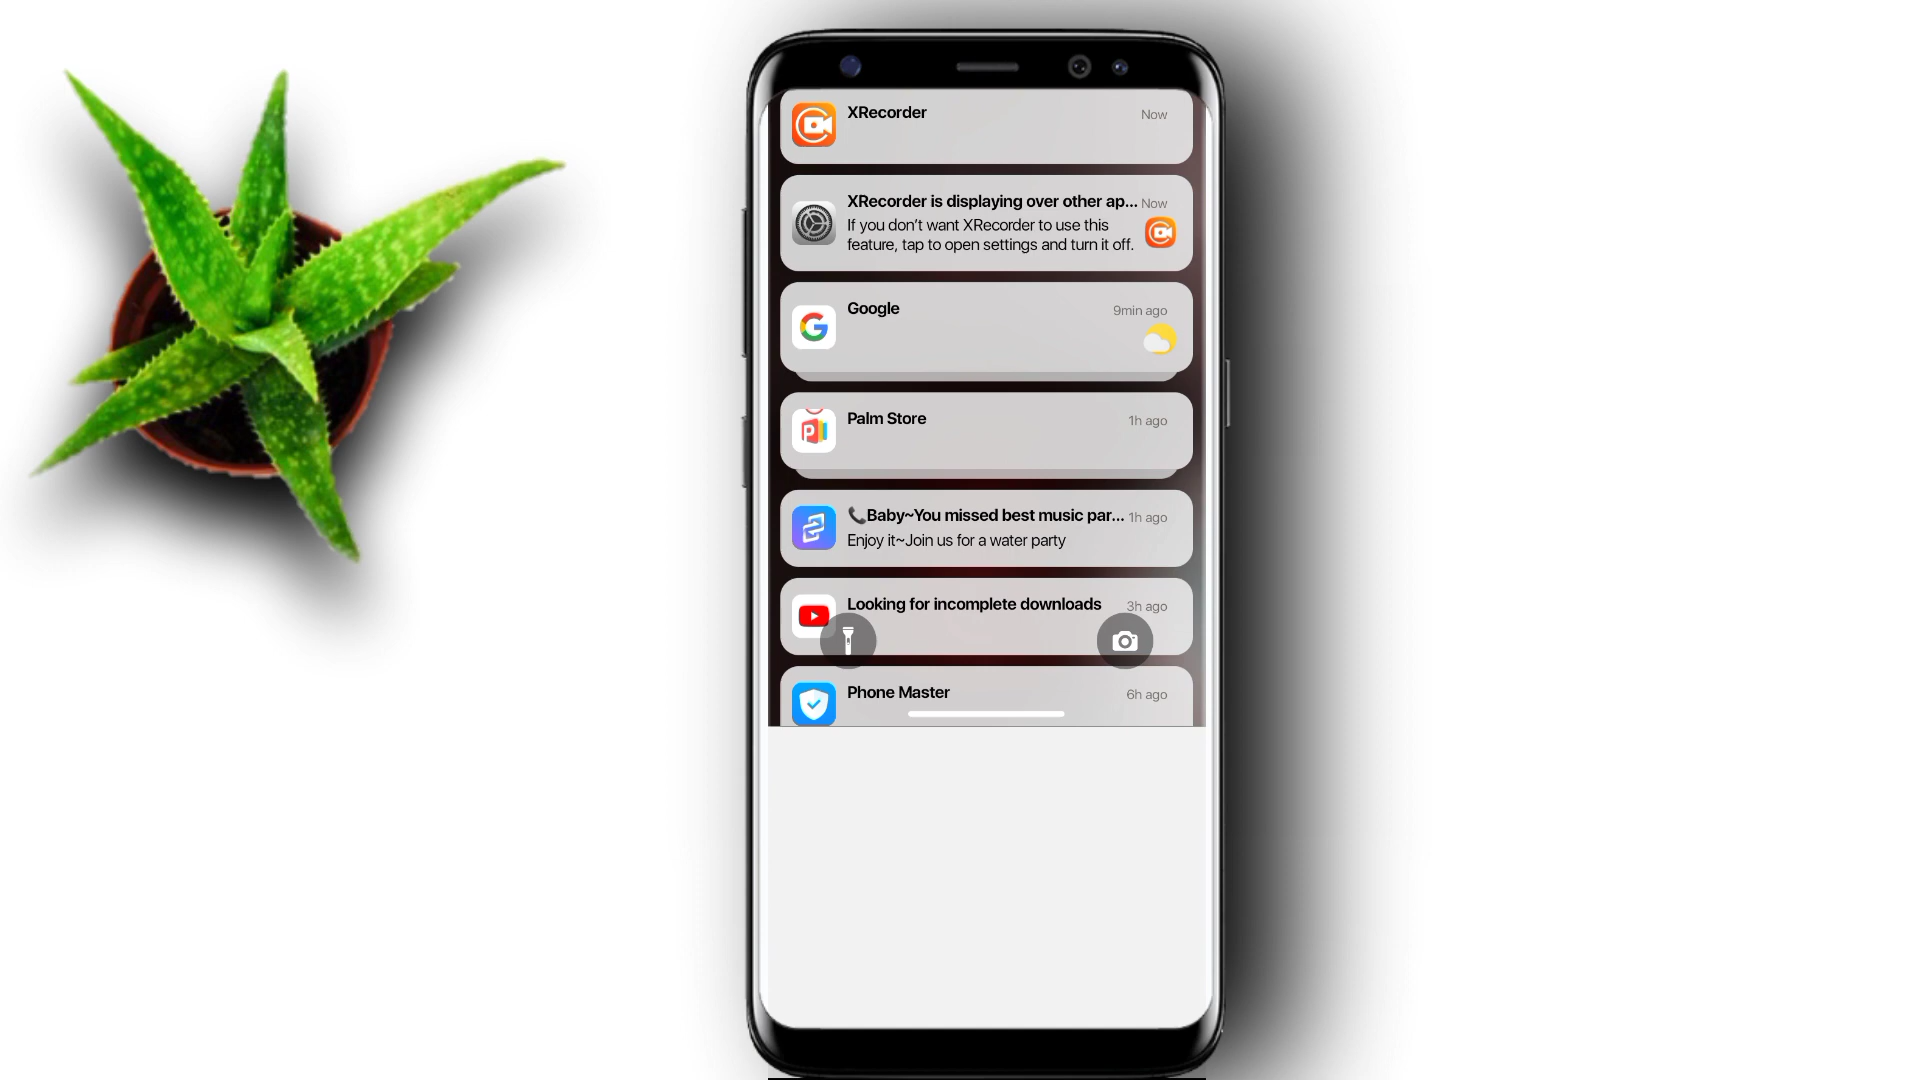 XRecorder
Now
XRecorder is displaying over other ap...
Now
If you don't want XRecorder to use this
feature, tap to open settings and turn it off.
Google
9min ago
Palm Store
1h ago
📞Baby~You missed best music par...
1h ago
Enjoy it~Join us for a water party
Looking for incomplete downloads
3h ago
Phone Master
6h ago